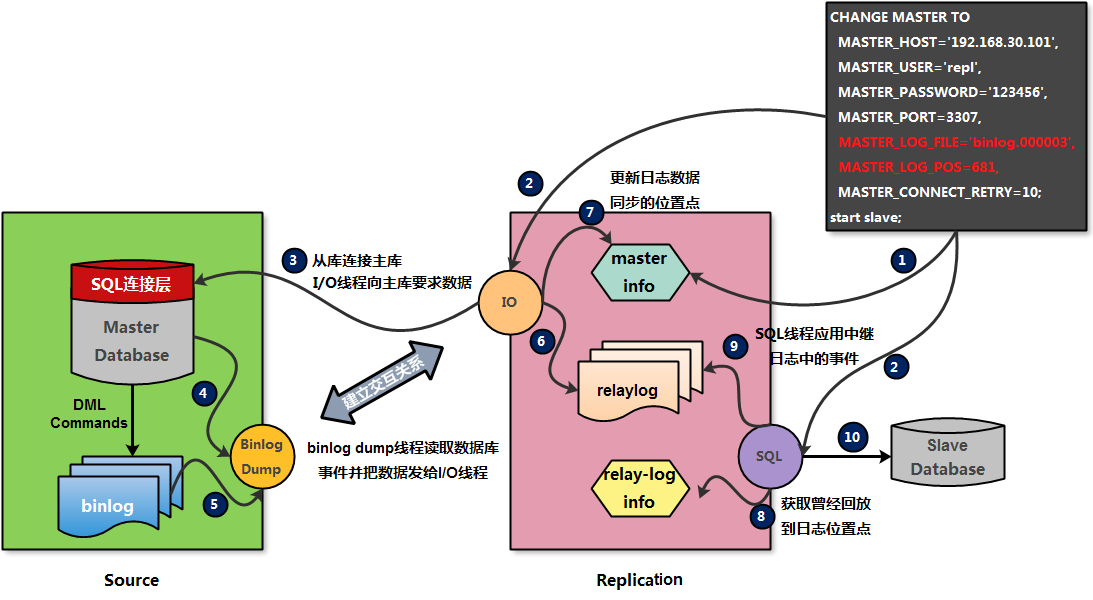 CHANGE MASTER TO
MASTER_HOST='192.168.30.101',
MASTER_USER='repl',
MASTER_PASSWORD='123456',
MASTER_PORT=3307,
MASTER_LOG_FILE='binlog.000003',
MASTER_LOG_POS=681,
MASTER_CONNECT_RETRY=10;
start slave;
2
更新日志数据
同步的位置点
7
3
从库连接主库
I/O线程向主库要求数据
1
SQL连接层
Master
Database
IO
master
info
6
9
SQL线程应用中继
日志中的事件
2
4
建立交互关系
relaylog
DML
Commands
Binlog
Dump
binlog dump线程读取数据库
事件并把数据发给I/O线程
SQL
10
Slave
Database
binlog
5
relay-log
info
8
获取曾经回放
到日志位置点
Source
Replication